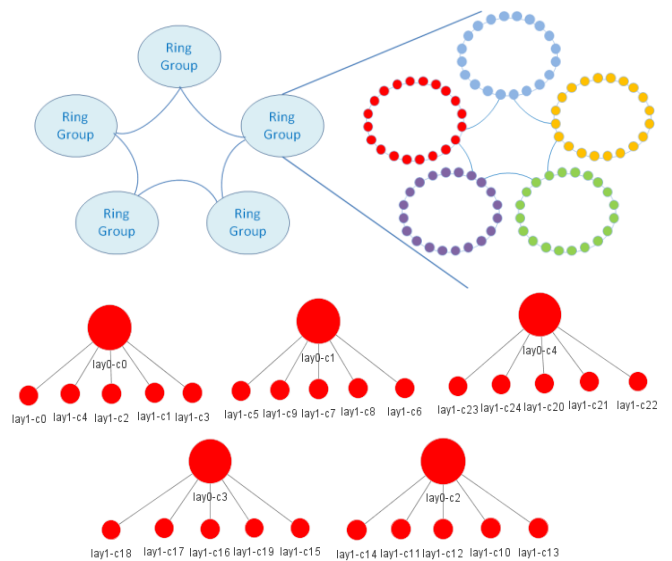 Ring
Group
Ring
Group
Ring
Group
Ring
Group
Ring
Group
lay0-c0
lay0-c1
lay0-c4
lay1-c0 lay1-c4 lay1-c2 lay1-c1 lay1-c3
lay1-c5 lay1-c9 lay1-c7 lay1-c8 lay1-c6
lay1-c23 lay1-c24 lay1-c20 lay1-c21 lay1-c22
lay0-c3
lay0-c2
lay1-c18 lay1-c17 lay1-c16 lay1-c19 lay1-c15
lay1-c14 lay1-c11 lay1-c12 lay1-c10 lay1-c13